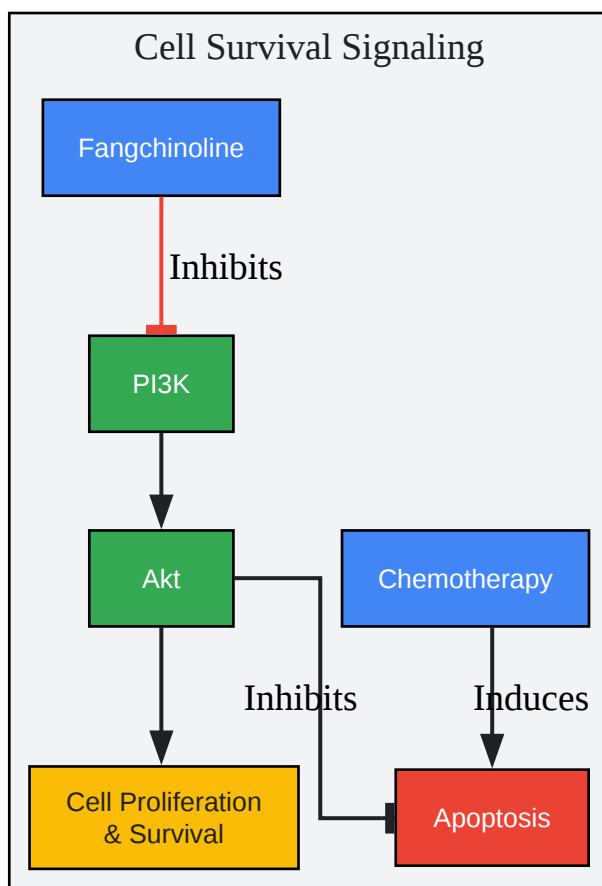 Cell Survival Signaling
Fangchinoline
Inhibits
PI3K
Akt
Chemotherapy
Inhibits
Induces
Cell Proliferation
& Survival
Apoptosis